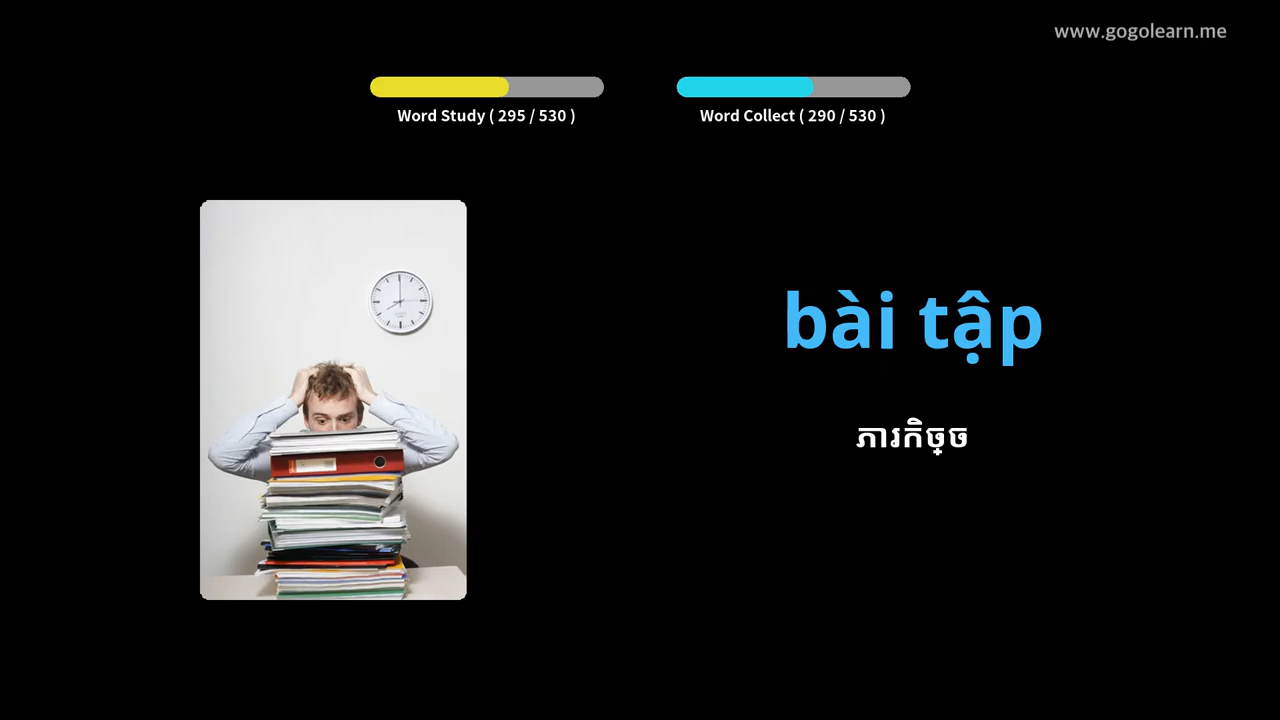 www.gogolearn.me
Word Study ( 295 / 530 )
Word Collect ( 290 / 530 )
bài tập
ភារកិច្ច